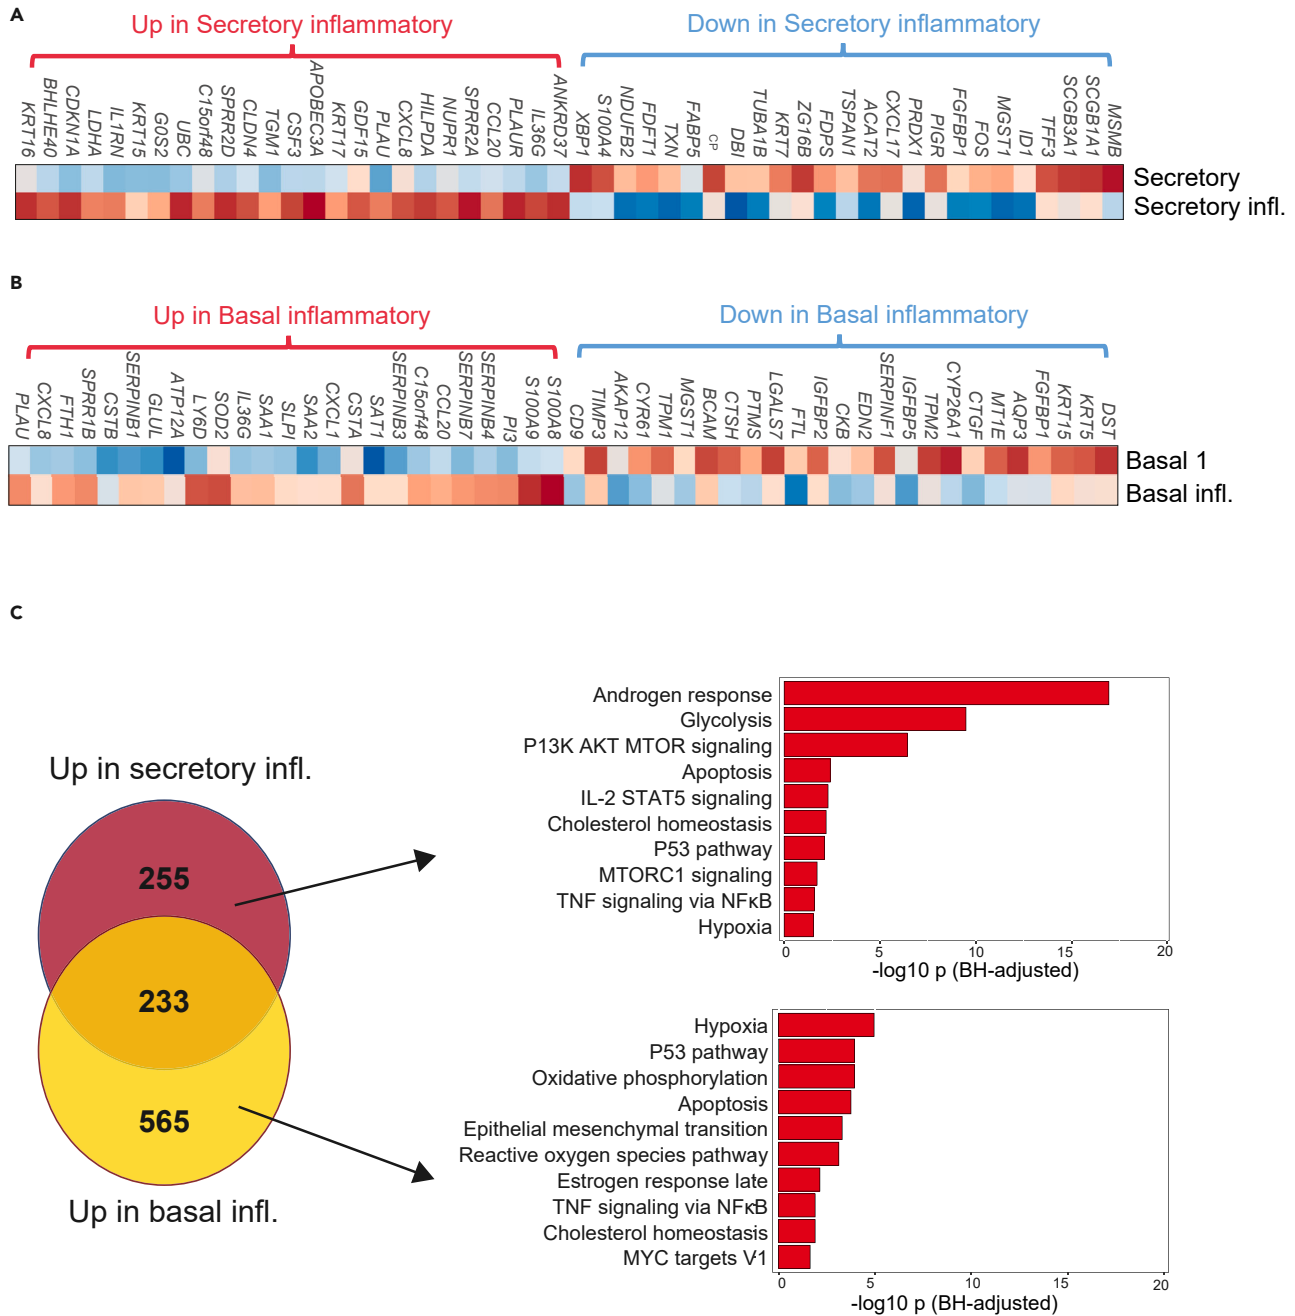 A
Up in Secretory inflammatory
Down in Secretory inflammatory
KRT16
BHLHE40
CDKN1A
LDHA
IL1RN
KRT15
G0S2
UBC
C15orf48
SPRR2D
CLDN4
TGM1
CSF3
APOBEC3A
KRT17
GDF15
PLAU
CXCL8
HILPDA
NUPR1
SPRR2A
CCL20
PLAUR
IL36G
ANKRD37
XBP1
S100A4
NDUFB2
FDFT1
TXN
FABP5
CP
DBI
TUBA1B
KRT7
ZG16B
FDPS
TSPAN1
ACAT2
CXCL17
PRDX1
PIGR
FGFBP1
FOS
MGST1
ID1
TFF3
SCGB3A1
SCGB1A1
MSMB
Secretory
Secretory infl.
B
Up in Basal inflammatory
Down in Basal inflammatory
PLAU
CXCL8
FTH1
SPRR1B
CSTB
SERPINB1
GLUL
ATP12A
LY6D
SOD2
IL36G
SAA1
SLPI
SAA2
CXCL1
CSTA
SAT1
SERPINB3
C15orf48
CCL20
SERPINB7
SERPINB4
PI3
S100A9
S100A8
CD9
TIMP3
AKAP12
CYR61
TPM1
MGST1
BCAM
CTSH
PTMS
LGALS7
FTL
IGFBP2
CKB
EDN2
SERPINF1
IGFBP5
TPM2
CYP26A1
CTGF
MT1E
AQP3
FGFBP1
KRT15
KRT5
DST
Basal 1
Basal infl.
C
Up in secretory infl.
255
233
565
Up in basal infl.
Androgen response
Glycolysis
P13K AKT MTOR signaling
Apoptosis
IL-2 STAT5 signaling
Cholesterol homeostasis
P53 pathway
MTORC1 signaling
TNF signaling via NFκB
Hypoxia
0 5 10 15 20
-log10 p (BH-adjusted)
Hypoxia
P53 pathway
Oxidative phosphorylation
Apoptosis
Epithelial mesenchymal transition
Reactive oxygen species pathway
Estrogen response late
TNF signaling via NFκB
Cholesterol homeostasis
MYC targets V1
0 5 10 15 20
-log10 p (BH-adjusted)